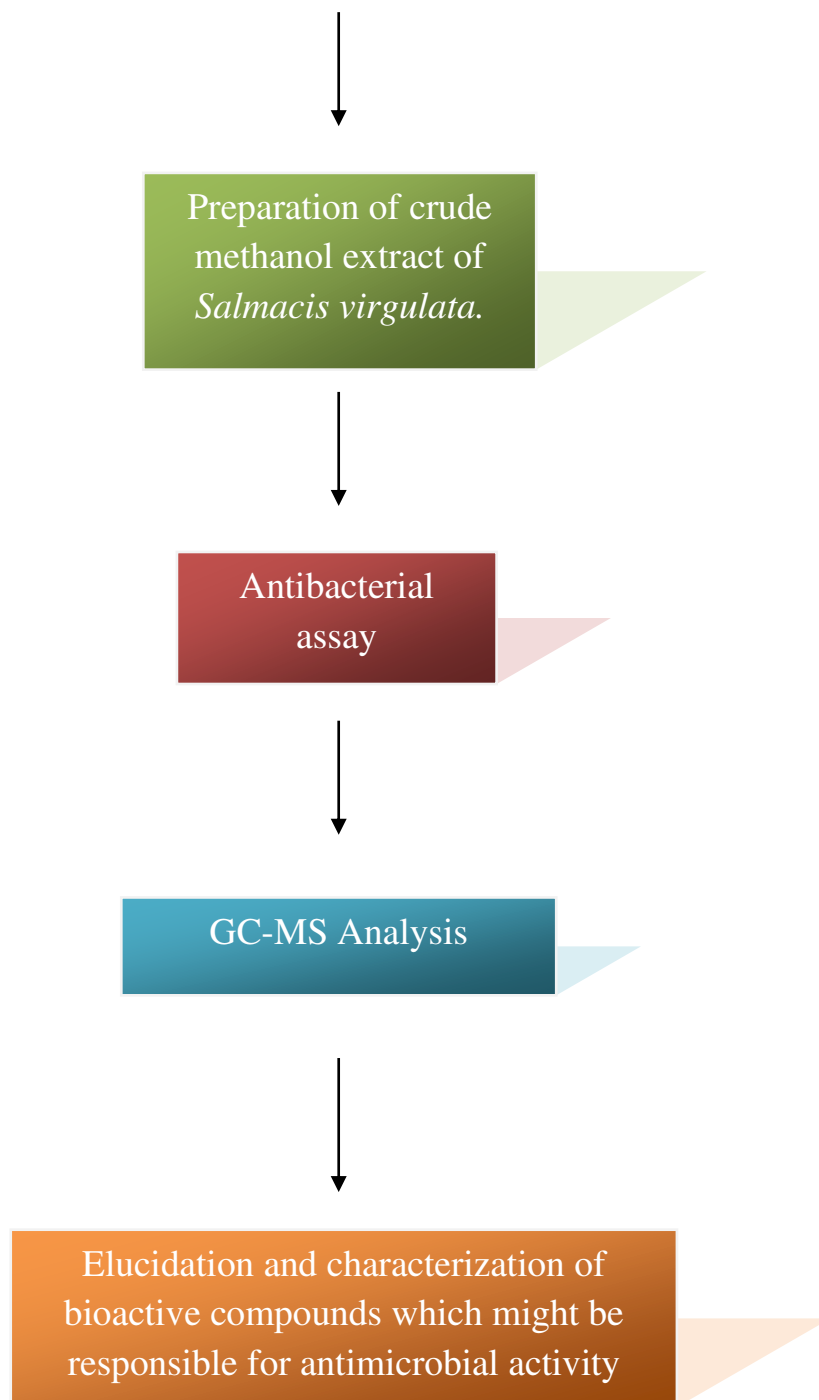 Preparation of crude
methanol extract of
Salmacis virgulata.
Antibacterial
assay
GC-MS Analysis
Elucidation and characterization of
bioactive compounds which might be
responsible for antimicrobial activity